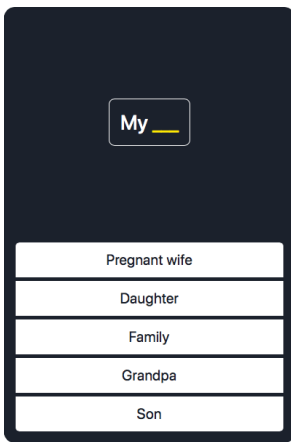 My ___
Pregnant wife
Daughter
Family
Grandpa
Son